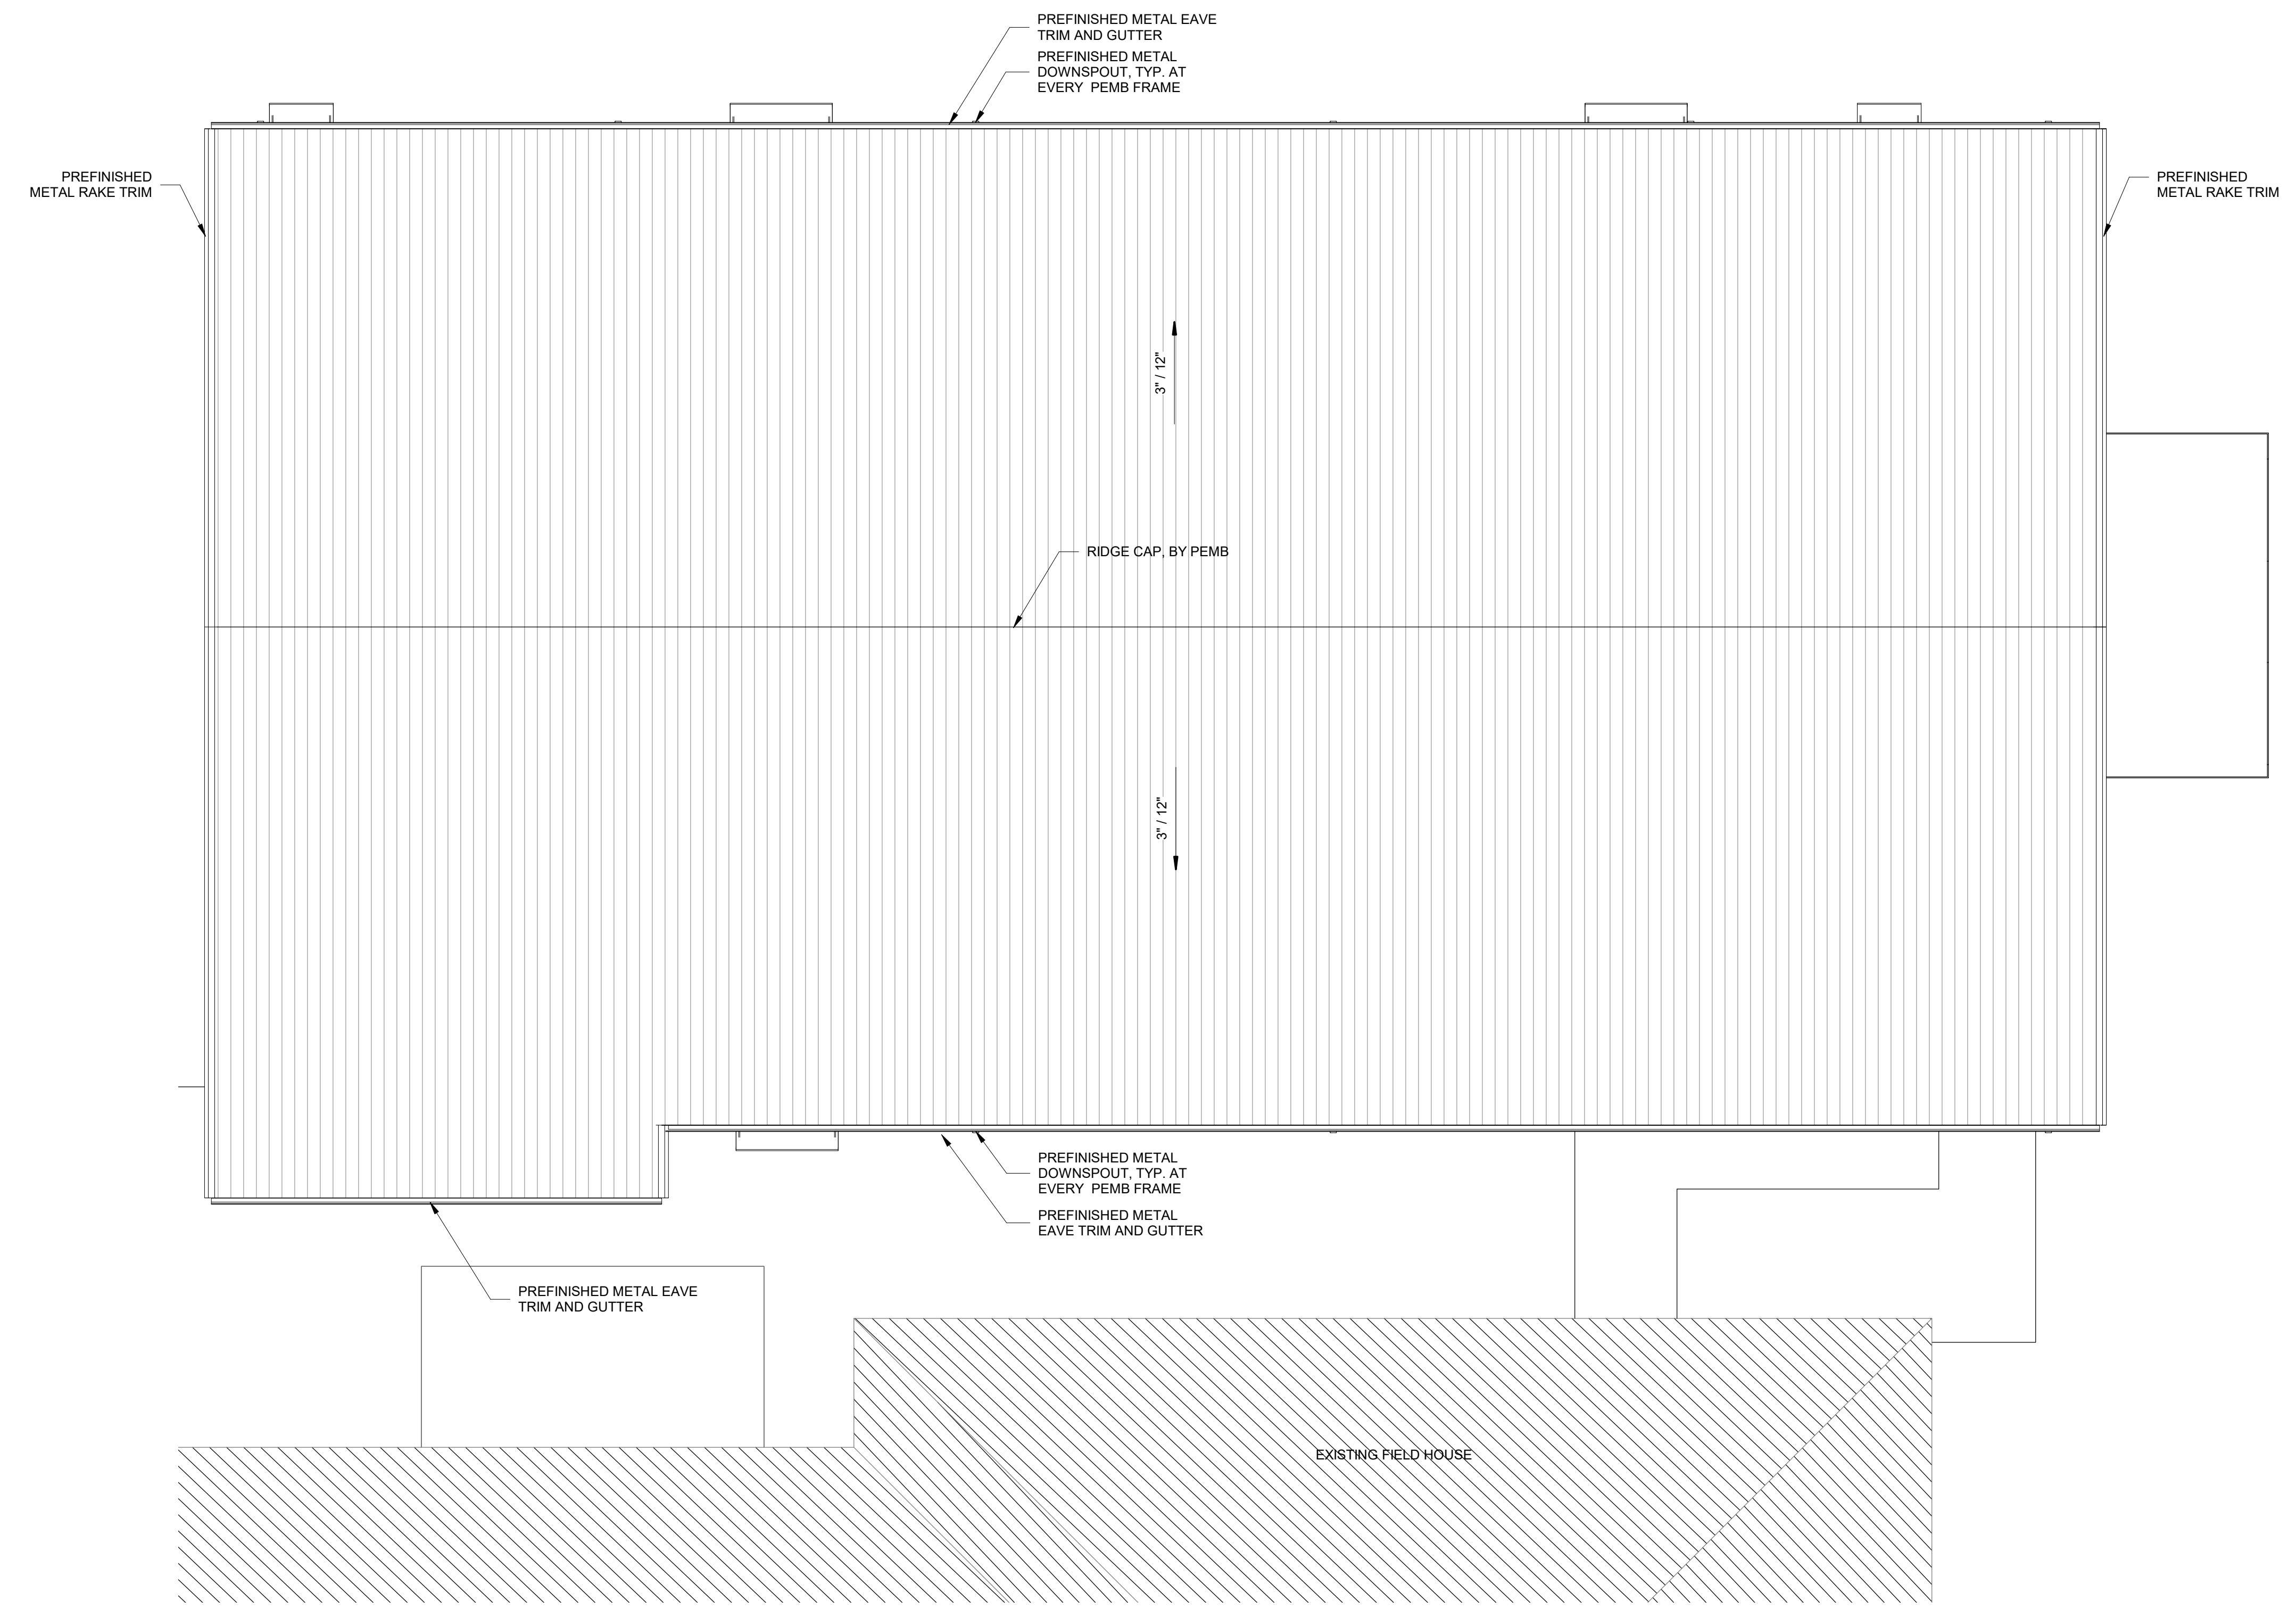 PREFINISHED METAL EAVE
TRIM AND GUTTER
PREFINISHED METAL
DOWNSPOUT, TYP. AT
EVERY PEMB FRAME
PREFINISHED
METAL RAKE TRIM
PREFINISHED
METAL RAKE TRIM
3" / 12"
RIDGE CAP, BY PEMB
3" / 12"
PREFINISHED METAL
DOWNSPOUT, TYP. AT
EVERY PEMB FRAME
PREFINISHED METAL
EAVE TRIM AND GUTTER
PREFINISHED METAL EAVE
TRIM AND GUTTER
EXISTING FIELD HOUSE